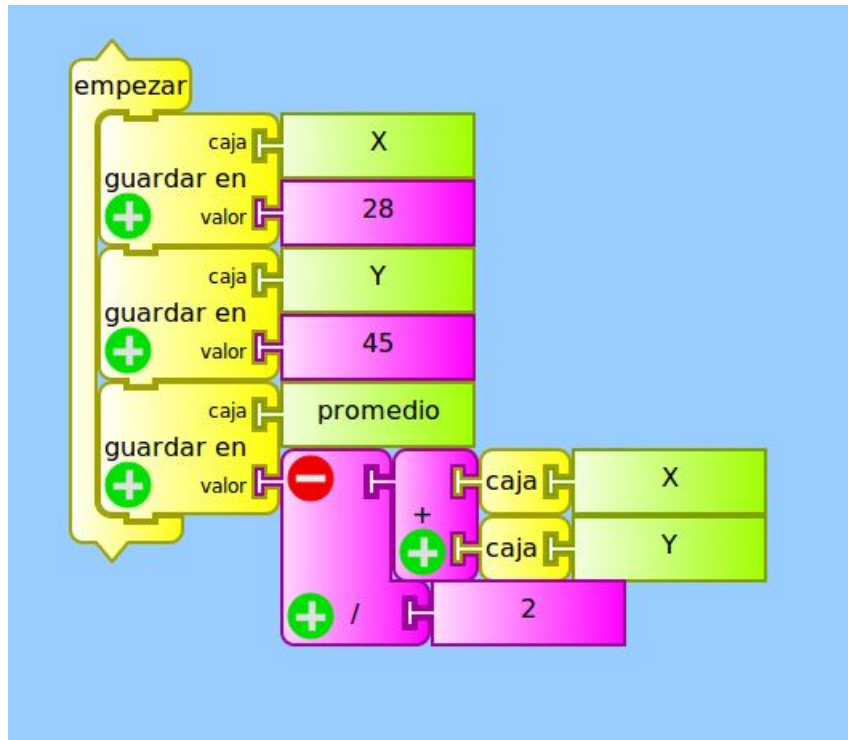 empezar
caja X
guardar en
valor 28
caja Y
guardar en
valor 45
caja promedio
guardar en
valor
caja X
+
caja Y
/ 2